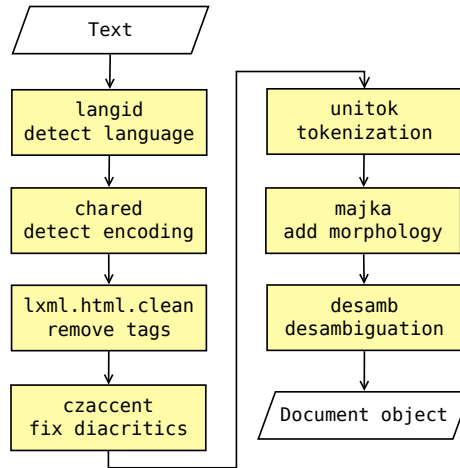 Text
langid
detect language
chared
detect encoding
lxml.html.clean
remove tags
czaccent
fix diacritics
unitok
tokenization
majka
add morphology
desamb
desambiguation
Document object